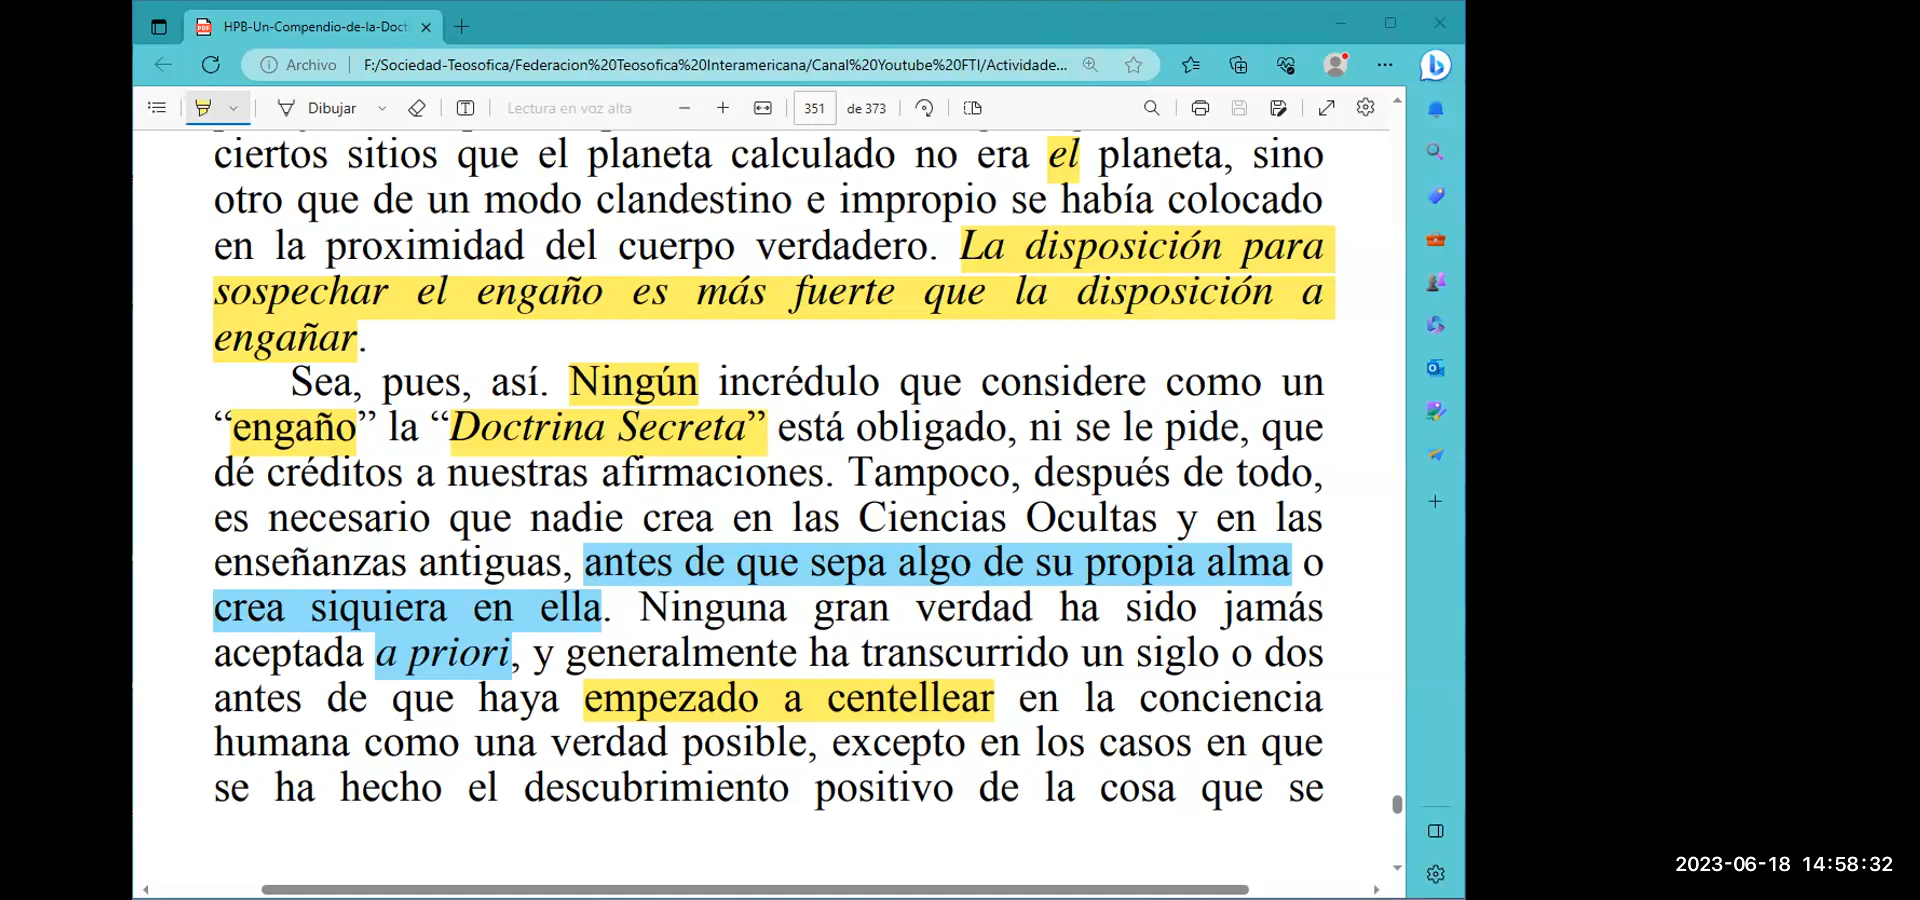 HPB-Un-Compendio-de-la-Doct
Archivo
F:/Sociedad-Teosofica/Federacion%20Teosofica%20Interamericana/Canal%20Youtube%20FTI/Actividade...
Dibujar
Lectura en voz alta
351 de 373
ciertos sitios que el planeta calculado no era el planeta, sino
otro que de un modo clandestino e impropio se había colocado
en la proximidad del cuerpo verdadero. La disposición para
sospechar el engaño es más fuerte que la disposición a
engañar.
Sea, pues, así. Ningún incrédulo que considere como un
“engaño” la “Doctrina Secreta” está obligado, ni se le pide, que
dé créditos a nuestras afirmaciones. Tampoco, después de todo,
es necesario que nadie crea en las Ciencias Ocultas y en las
enseñanzas antiguas, antes de que sepa algo de su propia alma o
crea siquiera en ella. Ninguna gran verdad ha sido jamás
aceptada a priori, y generalmente ha transcurrido un siglo o dos
antes de que haya empezado a centellear en la conciencia
humana como una verdad posible, excepto en los casos en que
se ha hecho el descubrimiento positivo de la cosa que se
2023-06-18 14:58:32